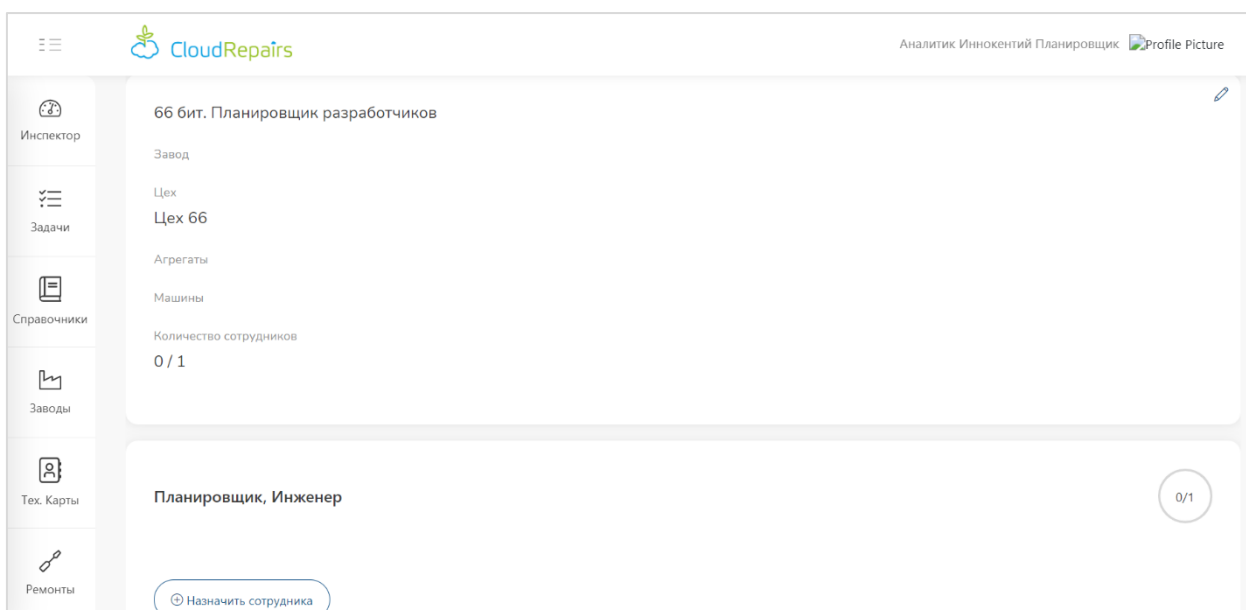 CloudRepairs
Аналитик Иннокентий Планировщик Profile Picture
Инспектор
Задачи
Справочники
Заводы
Тех. Карты
Ремонты
66 бит. Планировщик разработчиков
Завод
Цех
Цех 66
Агрегаты
Машины
Количество сотрудников
0 / 1
Планировщик, Инженер
0/1
Назначить сотрудника